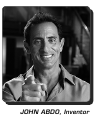 JOHN ABDO, Inventor